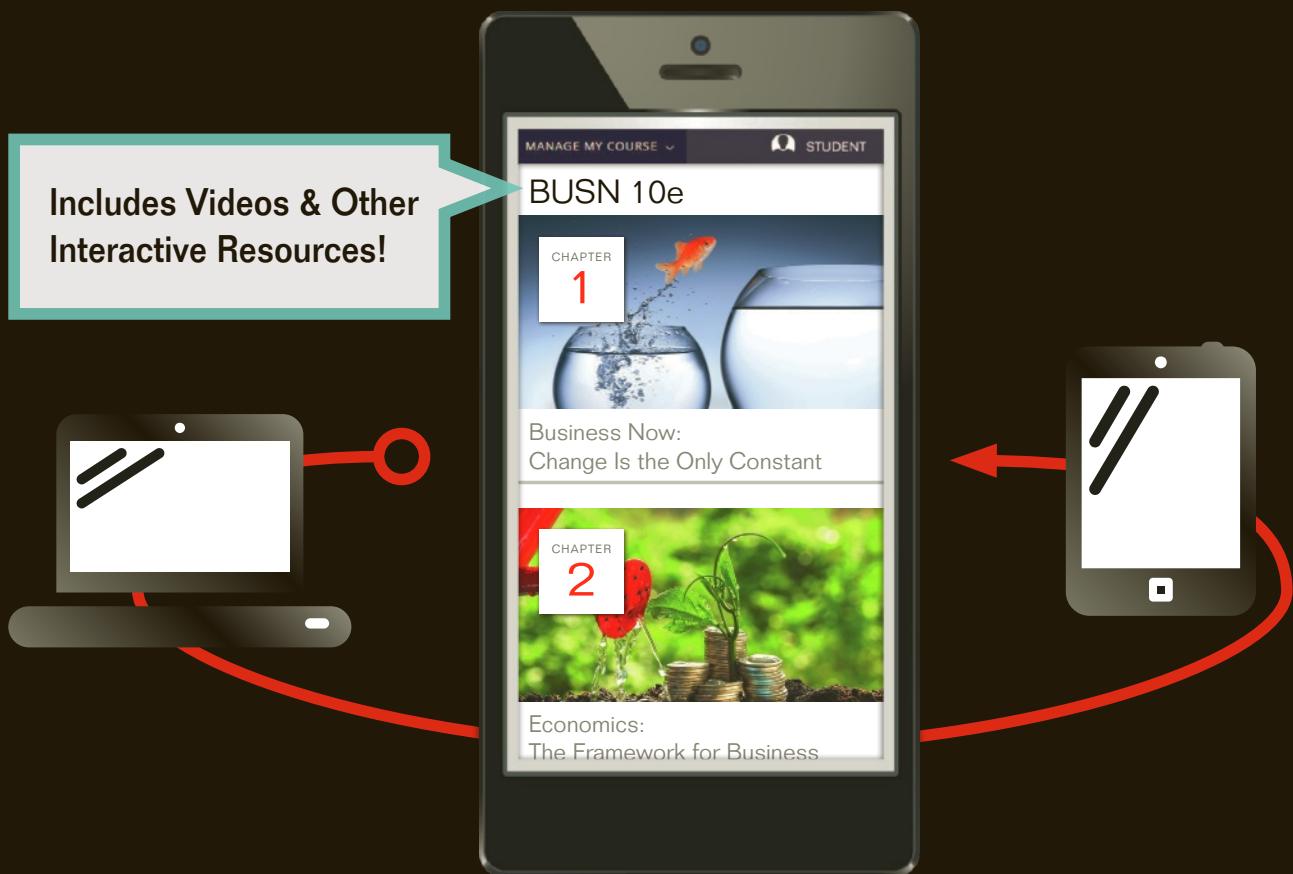 Includes Videos & Other
Interactive Resources!
MANAGE MY COURSE
STUDENT
BUSN 10e
CHAPTER
1
Business Now:
Change Is the Only Constant
CHAPTER
2
Economics:
The Framework for Business